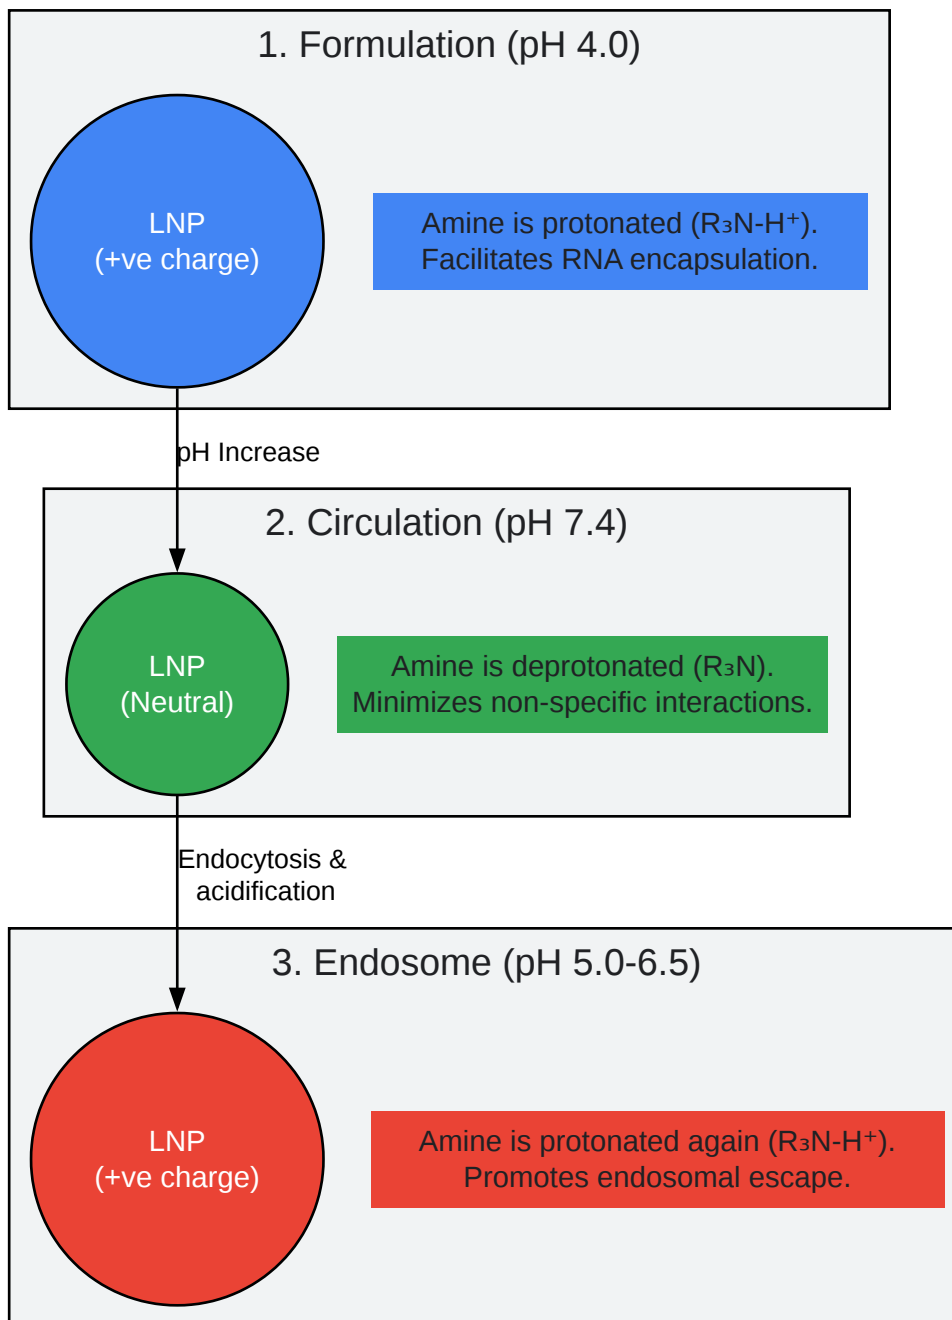 1. Formulation (pH 4.0)
LNP
(+ve charge)
Amine is protonated (R₃N-H⁺).
Facilitates RNA encapsulation.
pH Increase
2. Circulation (pH 7.4)
LNP
(Neutral)
Amine is deprotonated (R₃N).
Minimizes non-specific interactions.
Endocytosis &
acidification
3. Endosome (pH 5.0-6.5)
LNP
(+ve charge)
Amine is protonated again (R₃N-H⁺).
Promotes endosomal escape.